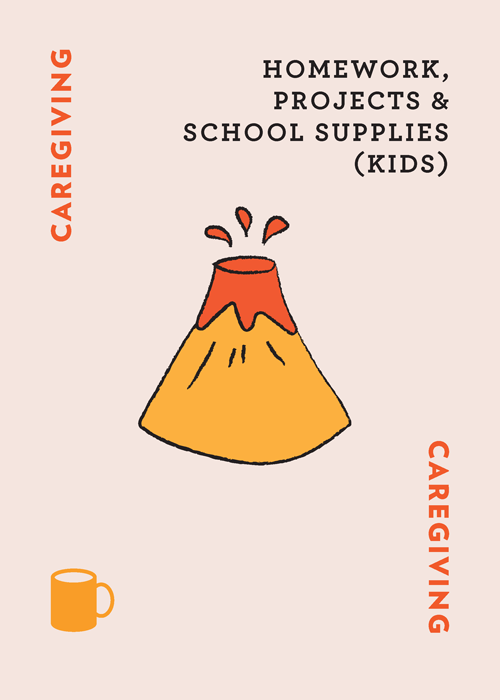 CAREGIVING
HOMEWORK,
PROJECTS &
SCHOOL SUPPLIES
(KIDS)
CAREGIVING